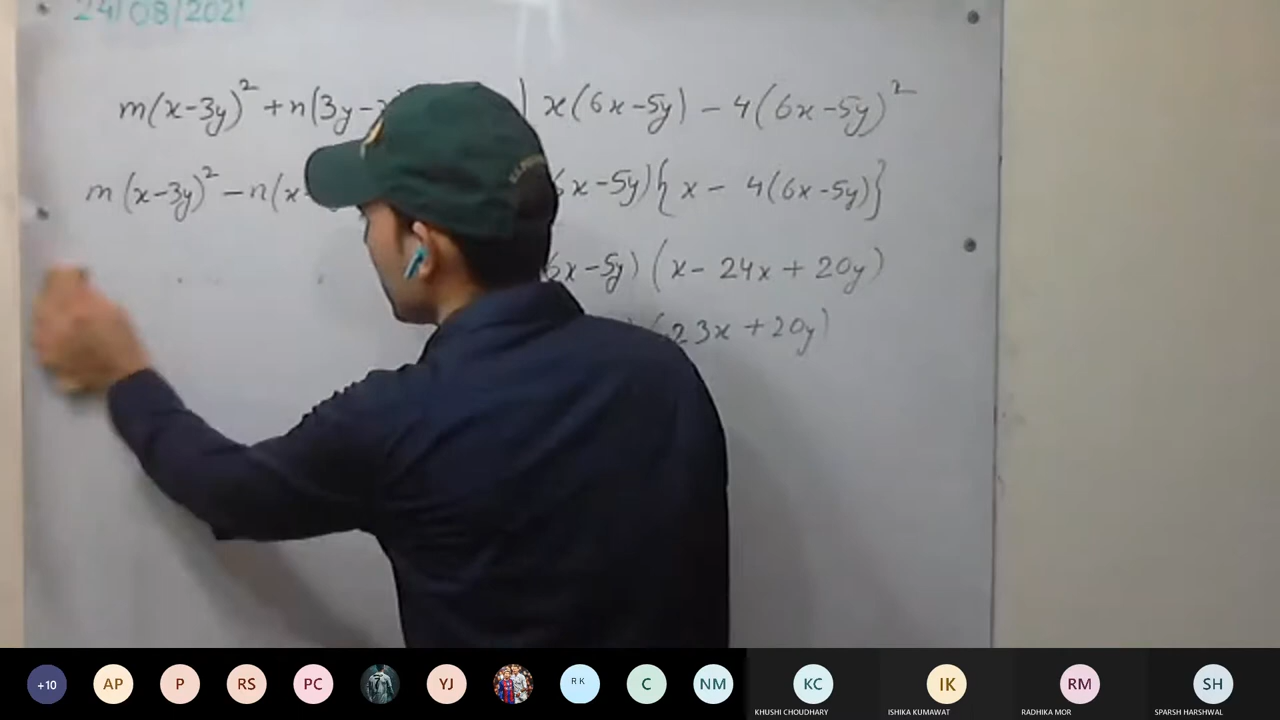 24/08/2021
m(x-3y)² + n(3y-
x(6x-5y) - 4(6x-5y)²
m(x-3y)² - n(x-
6x-5y){x - 4(6x-5y)}
6x-5y) (x - 24x + 20y)
) (-23x + 20y)
+10 AP P RS PC YJ RK C NM KC IK RM SH
KHUSHI CHOUDHARY ISHIKA KUMAWAT RADHIKA MOR SPARSH HARSHWAL